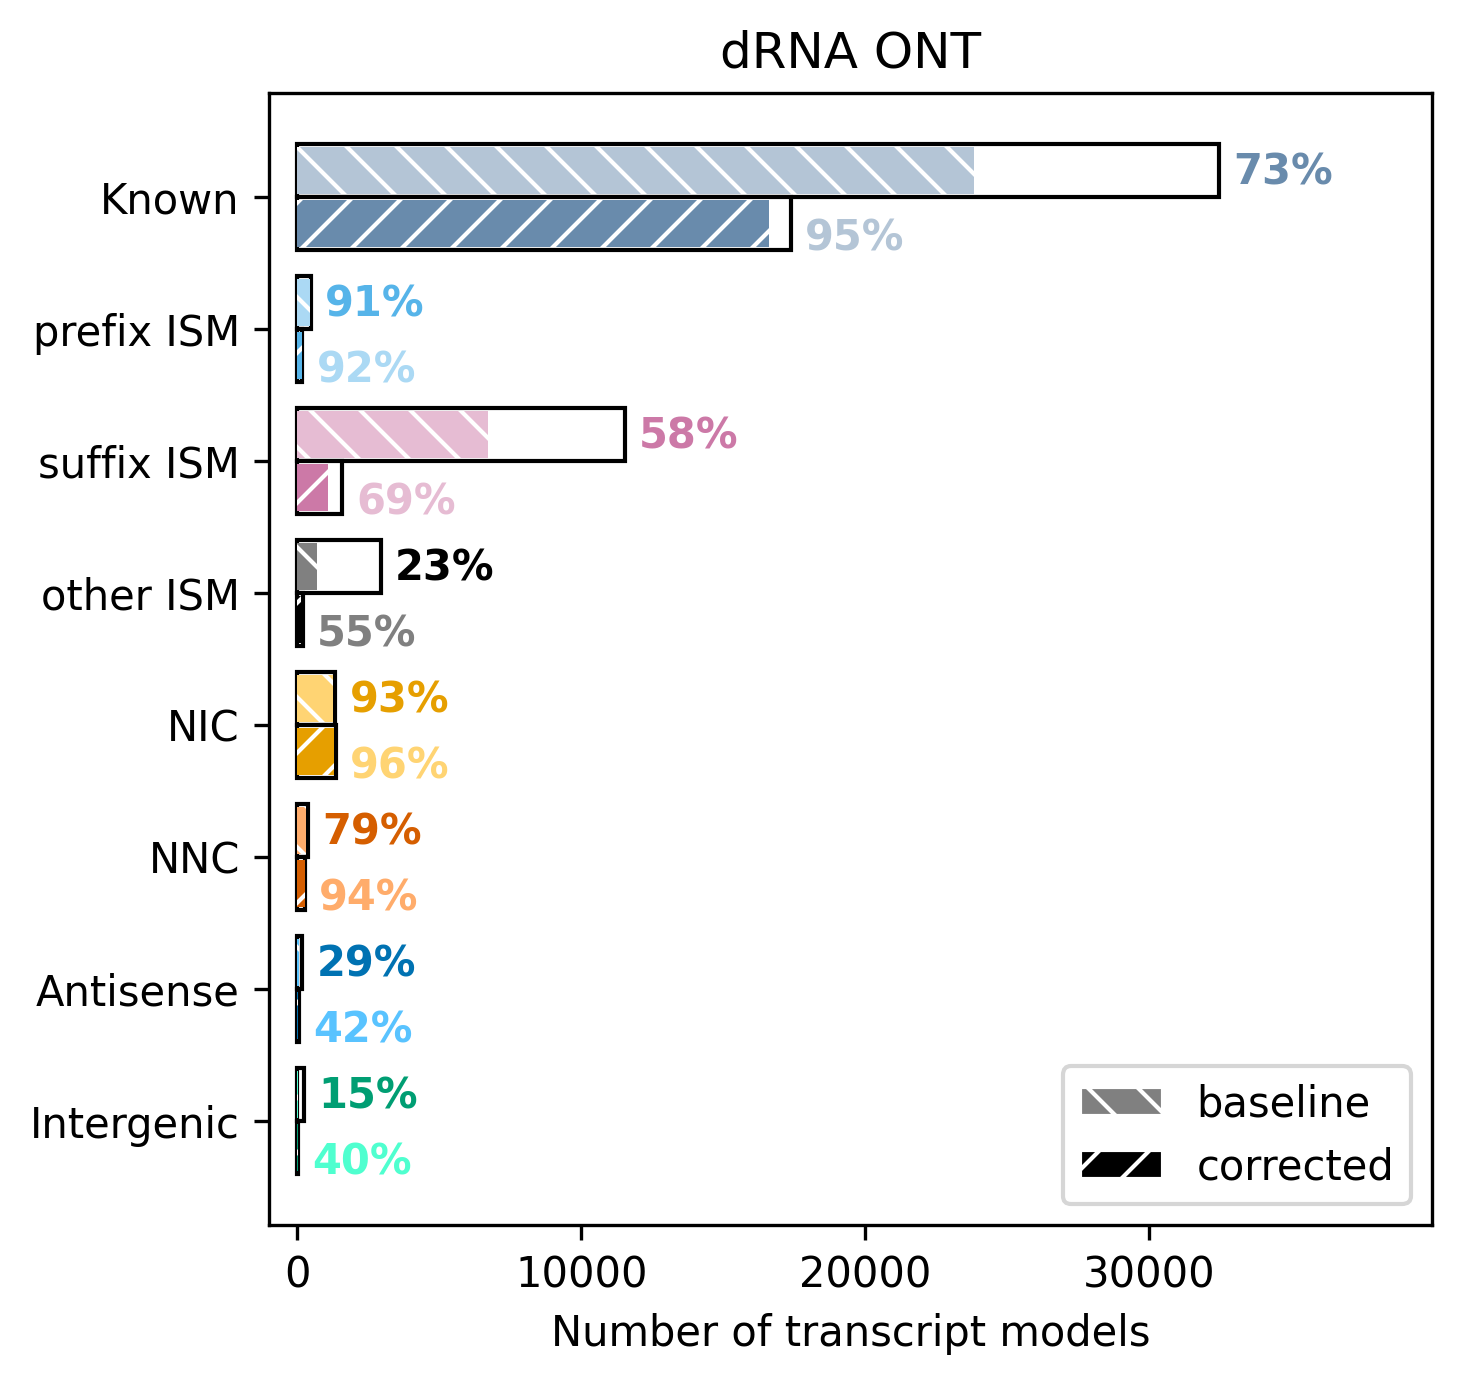 dRNA ONT
Known
73%
95%
prefix ISM
91%
92%
suffix ISM
58%
69%
other ISM
23%
55%
NIC
93%
96%
NNC
79%
94%
Antisense
29%
42%
Intergenic
15%
40%
baseline
corrected
0 10000 20000 30000
Number of transcript models